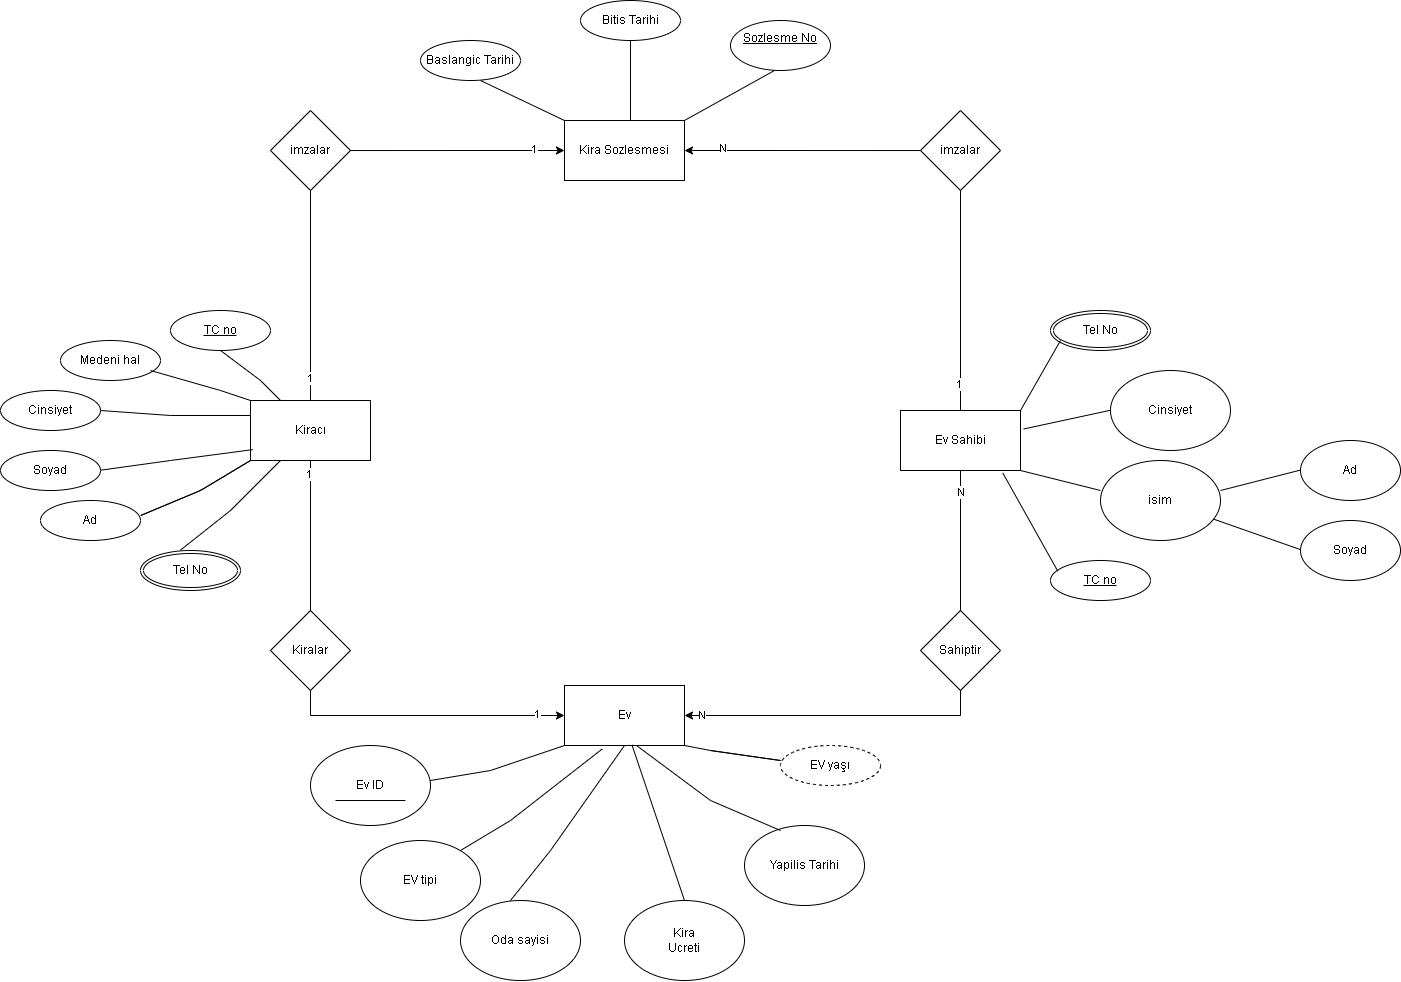 Bitis Tarihi
Sozlesme No
Baslangic Tarihi
imzalar
1
Kira Sozlesmesi
N
imzalar
TC no
Tel No
Medeni hal
1
1
Cinsiyet
Cinsiyet
Kiracı
Ev Sahibi
Soyad
1
Ad
N
isim
Ad
Soyad
Tel No
TC no
Kiralar
Sahiptir
1
Ev
N
EV yaşı
Ev ID
Yapilis Tarihi
EV tipi
Oda sayisi
Kira
Ucreti